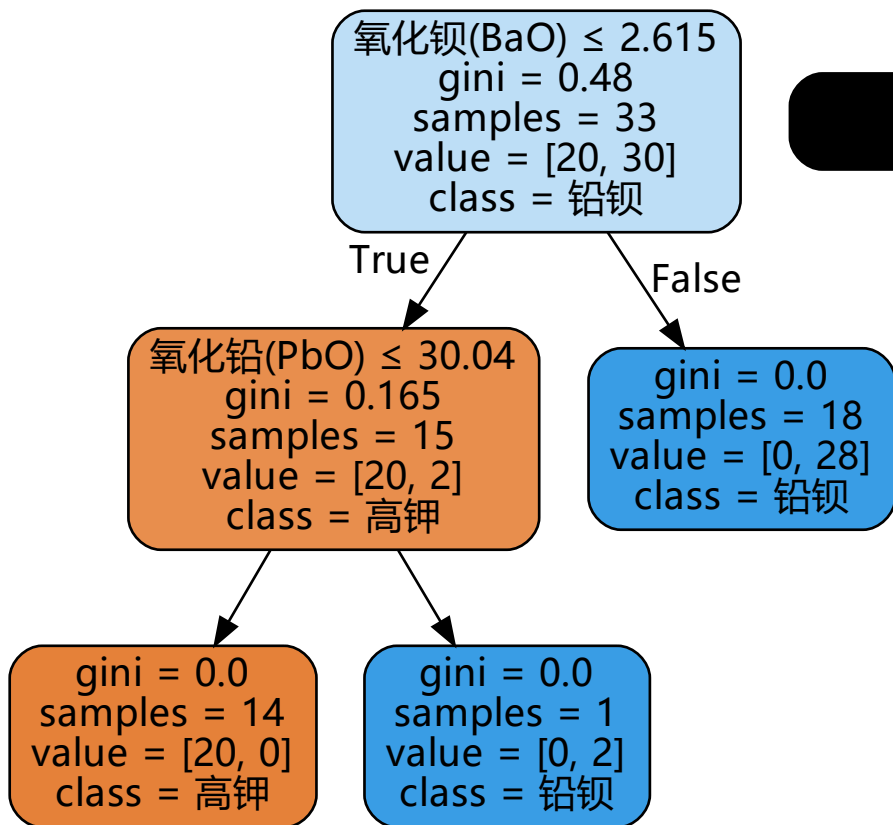 氧化钡(BaO) ≤ 2.615
gini = 0.48
samples = 33
value = [20, 30]
class = 铅钡
True
False
氧化铅(PbO) ≤ 30.04
gini = 0.165
samples = 15
value = [20, 2]
class = 高钾
gini = 0.0
samples = 18
value = [0, 28]
class = 铅钡
gini = 0.0
samples = 14
value = [20, 0]
class = 高钾
gini = 0.0
samples = 1
value = [0, 2]
class = 铅钡